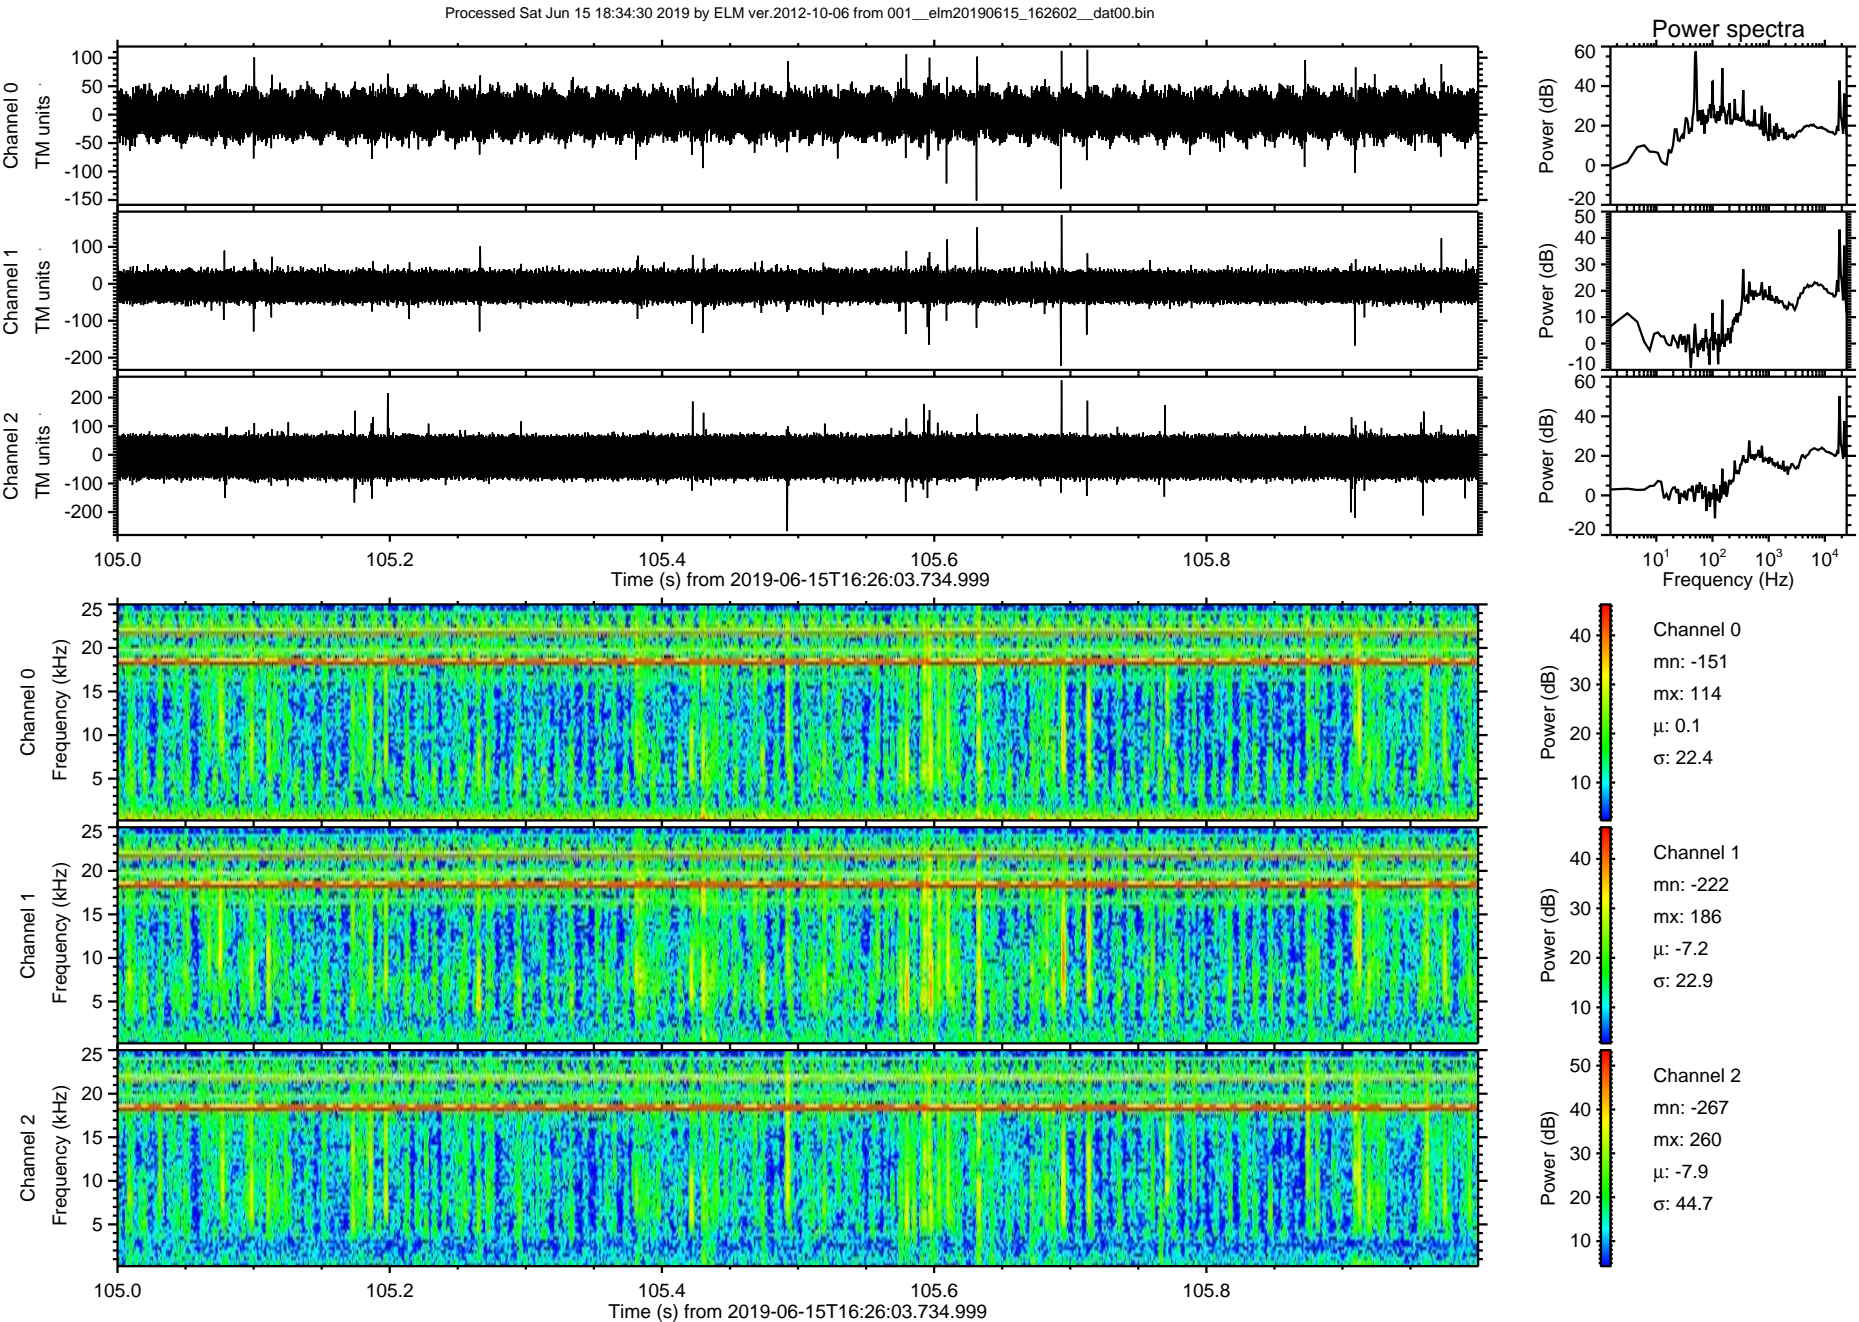 Processed Sat Jun 15 18:34:30 2019 by ELM ver.2012-10-06 from 001__elm20190615_162602__dat00.bin
Power spectra
Channel 0
TM units
100
50
0
-50
-100
-150
Power (dB)
60
40
20
0
-20
Channel 1
TM units
100
0
-100
-200
Power (dB)
50
40
30
20
10
0
-10
Channel 2
TM units
200
100
0
-100
-200
Power (dB)
60
40
20
0
-20
105.0 105.2 105.4 105.6 105.8
Time (s) from 2019-06-15T16:26:03.734.999
10^1 10^2 10^3 10^4
Frequency (Hz)
Channel 0
Frequency (kHz)
25
20
15
10
5
Power (dB)
40
30
20
10
Channel 0
mn: -151
mx: 114
μ: 0.1
σ: 22.4
Channel 1
Frequency (kHz)
25
20
15
10
5
Power (dB)
40
30
20
10
Channel 1
mn: -222
mx: 186
μ: -7.2
σ: 22.9
Channel 2
Frequency (kHz)
25
20
15
10
5
Power (dB)
50
40
30
20
10
Channel 2
mn: -267
mx: 260
μ: -7.9
σ: 44.7
105.0 105.2 105.4 105.6 105.8
Time (s) from 2019-06-15T16:26:03.734.999